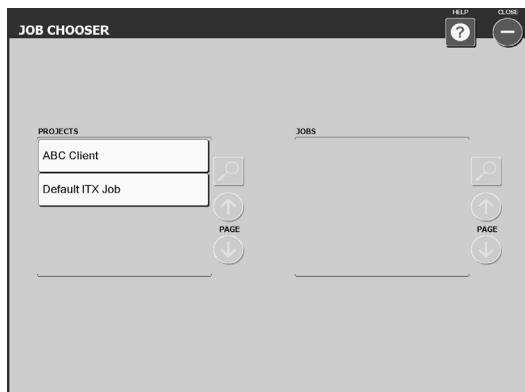 HELP
CLOSE
JOB CHOOSER
?
PROJECTS
ABC Client
Default ITX Job
PAGE
JOBS
PAGE